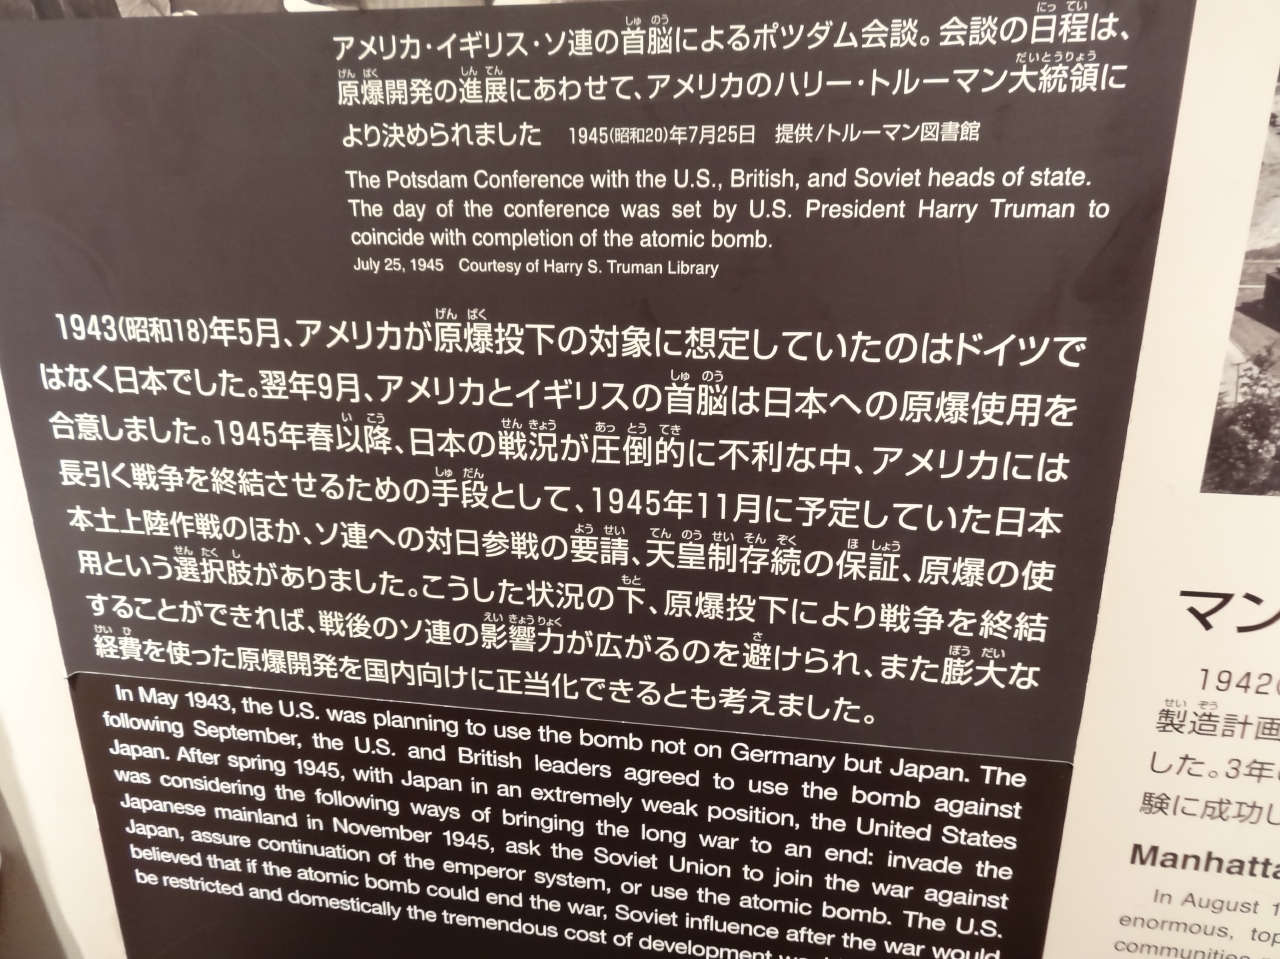 アメリカ・イギリス・ソ連の首脳によるポツダム会談。会談の日程は、
原爆開発の進展にあわせて、アメリカのハリー・トルーマン大統領に
より決められました 1945(昭和20)年7月25日 提供/トルーマン図書館
The Potsdam Conference with the U.S., British, and Soviet heads of state.
The day of the conference was set by U.S. President Harry Truman to
coincide with completion of the atomic bomb.
July 25, 1945 Courtesy of Harry S. Truman Library
1943(昭和18)年5月、アメリカが原爆投下の対象に想定していたのはドイツで
はなく日本でした。翌年9月、アメリカとイギリスの首脳は日本への原爆使用を
合意しました。1945年春以降、日本の戦況が圧倒的に不利な中、アメリカには
長引く戦争を終結させるための手段として、1945年11月に予定していた日本
本土上陸作戦のほか、ソ連への対日参戦の要請、天皇制存続の保証、原爆の使
用という選択肢がありました。こうした状況の下、原爆投下により戦争を終結
することができれば、戦後のソ連の影響力が広がるのを避けられ、また膨大な
経費を使った原爆開発を国内向けに正当化できるとも考えました。
In May 1943, the U.S. was planning to use the bomb not on Germany but Japan. The
following September, the U.S. and British leaders agreed to use the bomb against
Japan. After spring 1945, with Japan in an extremely weak position, the United States
was considering the following ways of bringing the long war to an end: invade the
Japanese mainland in November 1945, ask the Soviet Union to join the war against
Japan, assure continuation of the emperor system, or use the atomic bomb. The U.S.
believed that if the atomic bomb could end the war, Soviet influence after the war would
be restricted and domestically the tremendous cost of development
マン
1942
製造計画
した。3年
験に成功し
Manhatta
In August 1
enormous, top
communities